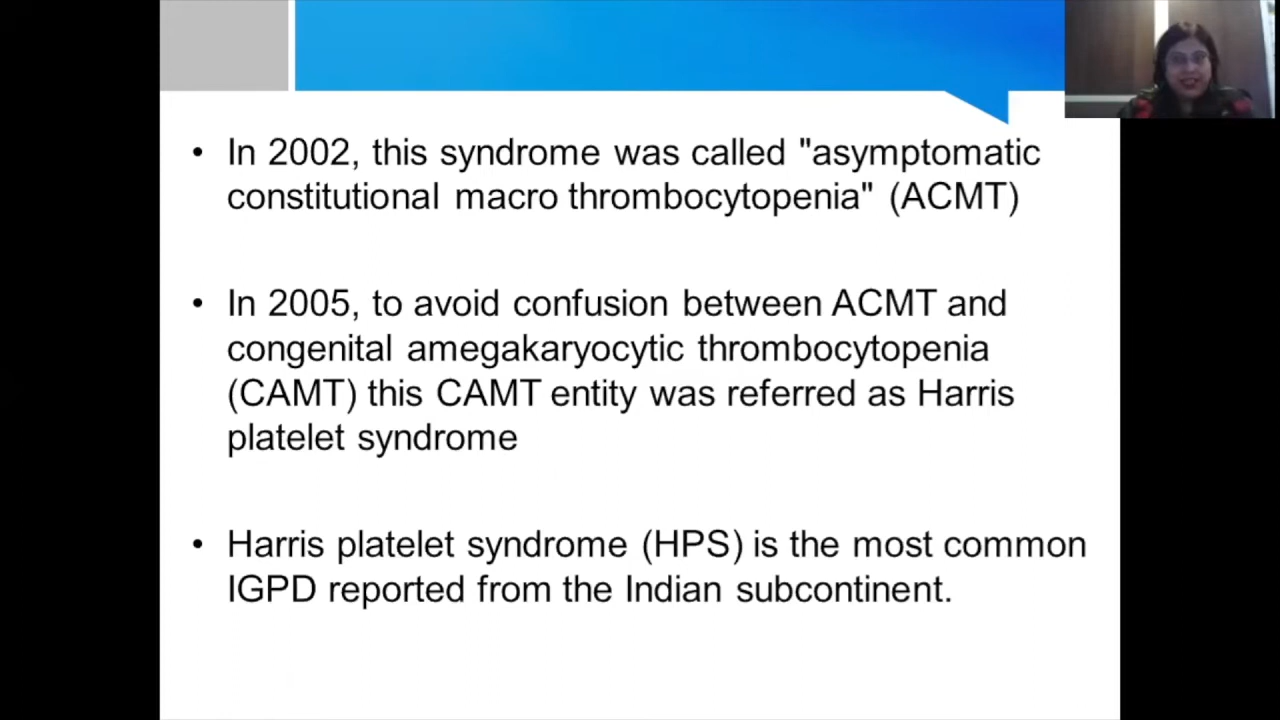 • In 2002, this syndrome was called "asymptomatic
constitutional macro thrombocytopenia" (ACMT)
• In 2005, to avoid confusion between ACMT and
congenital amegakaryocytic thrombocytopenia
(CAMT) this CAMT entity was referred as Harris
platelet syndrome
• Harris platelet syndrome (HPS) is the most common
IGPD reported from the Indian subcontinent.